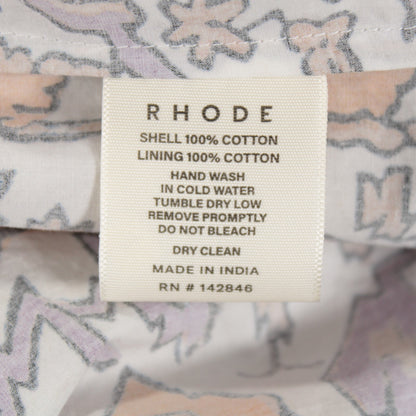 RHODE
SHELL 100% COTTON
LINING 100% COTTON
HAND WASH
IN COLD WATER
TUMBLE DRY LOW
REMOVE PROMPTLY
DO NOT BLEACH
DRY CLEAN
MADE IN INDIA
RN # 142846